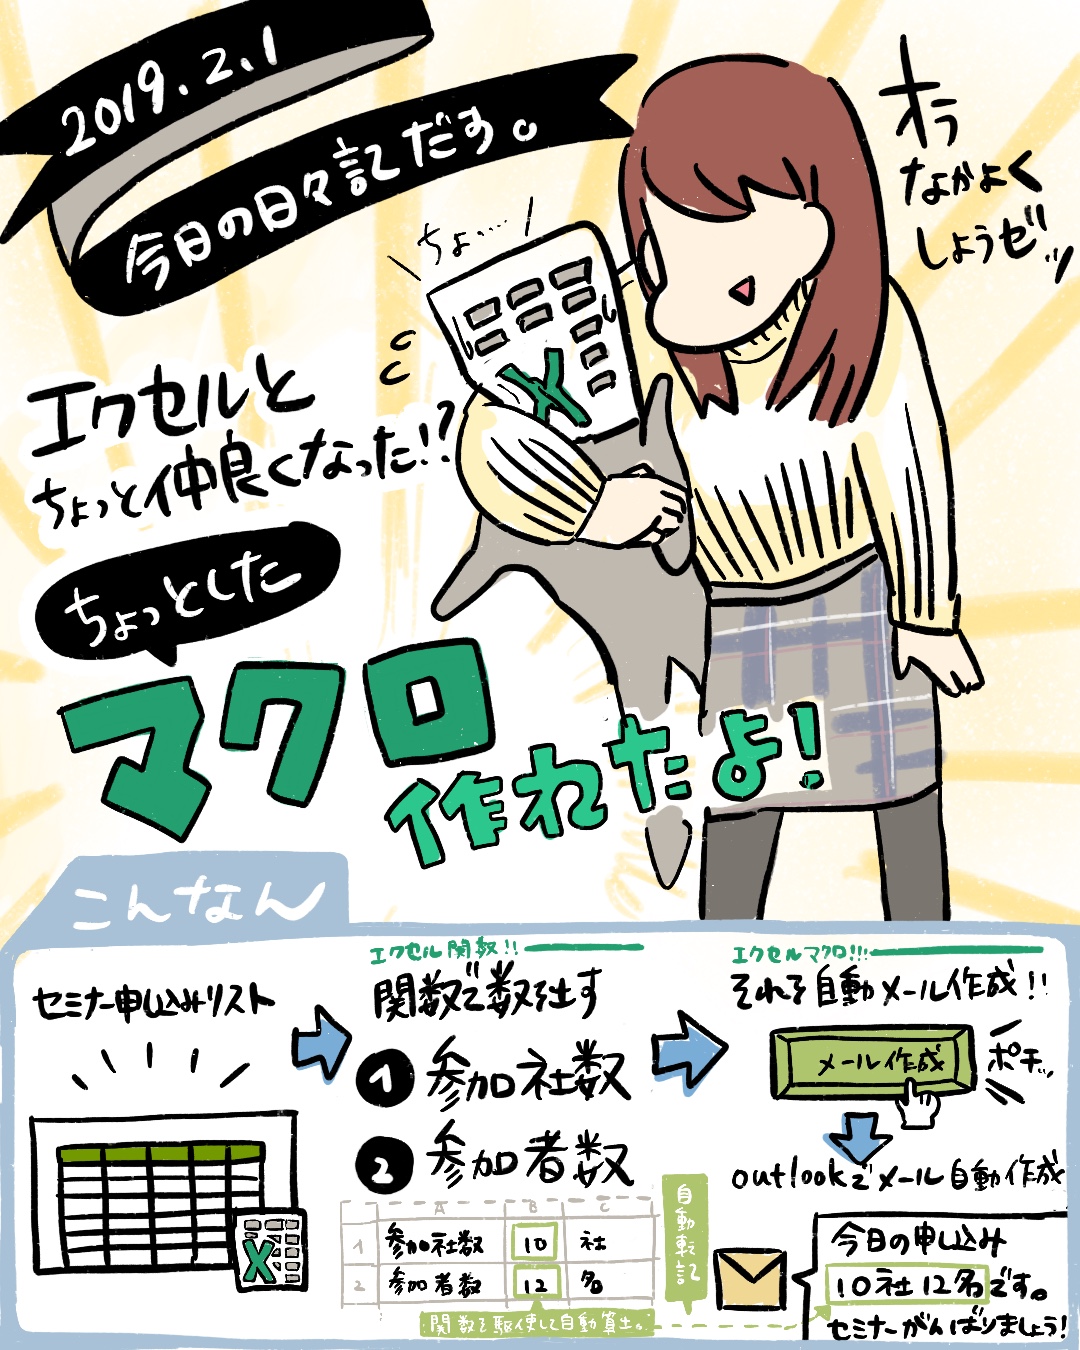 2019.2.1
今日の日々記だす。
オラ
なかよく
しようゼッ
ちょ……
エクセルと
ちょっと仲良くなった!?
ちょっとした
マクロ
作れたよ!
こんなん
セミナー申し込みリスト
X
エクセル関数!!
関数で数を出す
1 参加社数
2 参加者数
A B C
1 参加社数 10 社
2 参加者数 12 名
関数を駆使して自動算出。
自動転記
エクセルマクロ!!!
それを自動メール作成!!
メール作成
ポチッ
outlookでメール自動作成
今日の申し込み
10社12名です。
セミナーがんばりましょう!